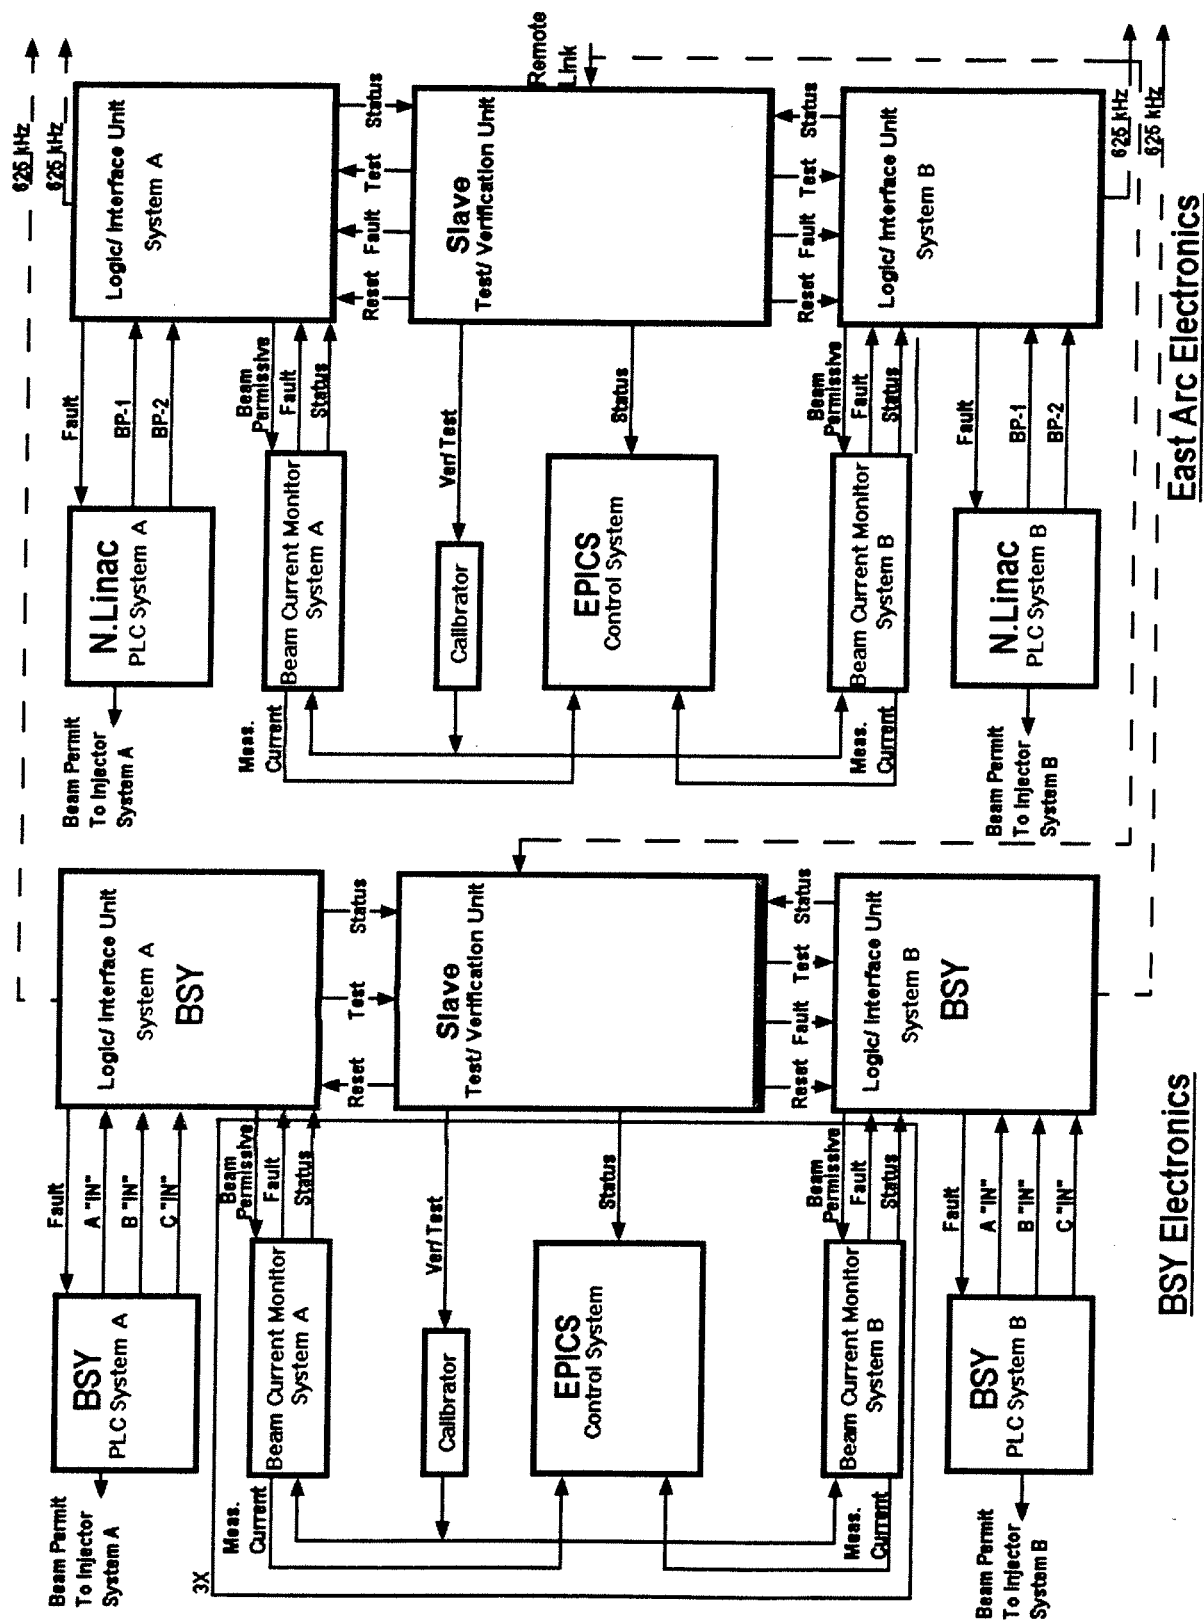 Beam Permit
To Injector
System A
BSY
PLC System A
Fault
A "IN"
B "IN"
C "IN"
Logic/ Interface Unit
System A
BSY
625 kHz
625 kHz
3X
Meas.
Current
Beam Current Monitor
System A
Beam
Permissive
Fault
Status
Reset
Test
Status
Calibrator
Ver/ Test
Slave
Test/ Verification Unit
EPICS
Control System
Status
Meas.
Current
Beam Current Monitor
System B
Beam
Permissive
Fault
Status
Reset
Fault
Test
Status
Beam Permit
To Injector
System B
BSY
PLC System B
Fault
A "IN"
B "IN"
C "IN"
Logic/ Interface Unit
System B
BSY
BSY Electronics
Beam Permit
To Injector
System A
N.Linac
PLC System A
Fault
BP-1
BP-2
Logic/ Interface Unit
System A
Meas.
Current
Beam Current Monitor
System A
Beam
Permissive
Fault
Status
Reset
Fault
Test
Status
Calibrator
Ver/ Test
Slave
Test/ Verification Unit
Remote
Link
EPICS
Control System
Status
Meas.
Current
Beam Current Monitor
System B
Beam
Permissive
Fault
Status
Reset
Fault
Test
Status
Beam Permit
To Injector
System B
N.Linac
PLC System B
Fault
BP-1
BP-2
Logic/ Interface Unit
System B
625 kHz
625 kHz
East Arc Electronics